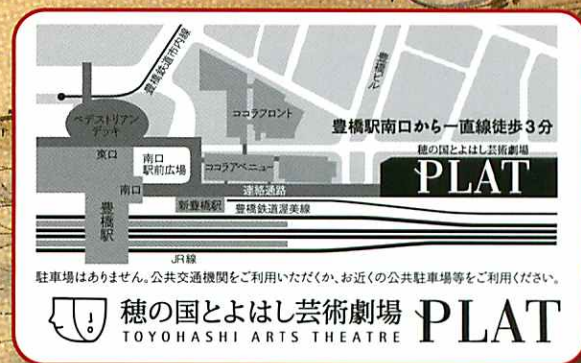 豊橋鉄道市内線
ペデストリアン
デッキ
ココラフロント
豊橋ビル
豊橋駅南口から一直線徒歩3分
穂の国とよはし芸術劇場
PLAT
東口
南口
駅前広場
ココラアベニュー
連絡通路
南口
新豊橋駅
豊橋鉄道渥美線
豊橋駅
JR線
駐車場はありません。公共交通機関をご利用いただくか、お近くの公共駐車場等をご利用ください。
穂の国とよはし芸術劇場 PLAT
TOYOHASHI ARTS THEATRE